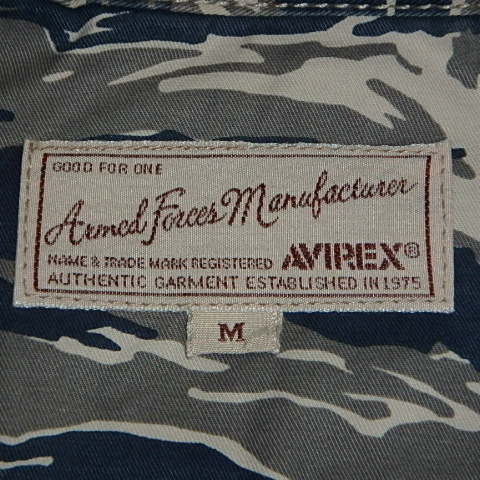 GOOD FOR ONE
Armed Forces Manufacturer
NAME & TRADE MARK REGISTERED AVIREX®
AUTHENTIC GARMENT ESTABLISHED IN 1975
M